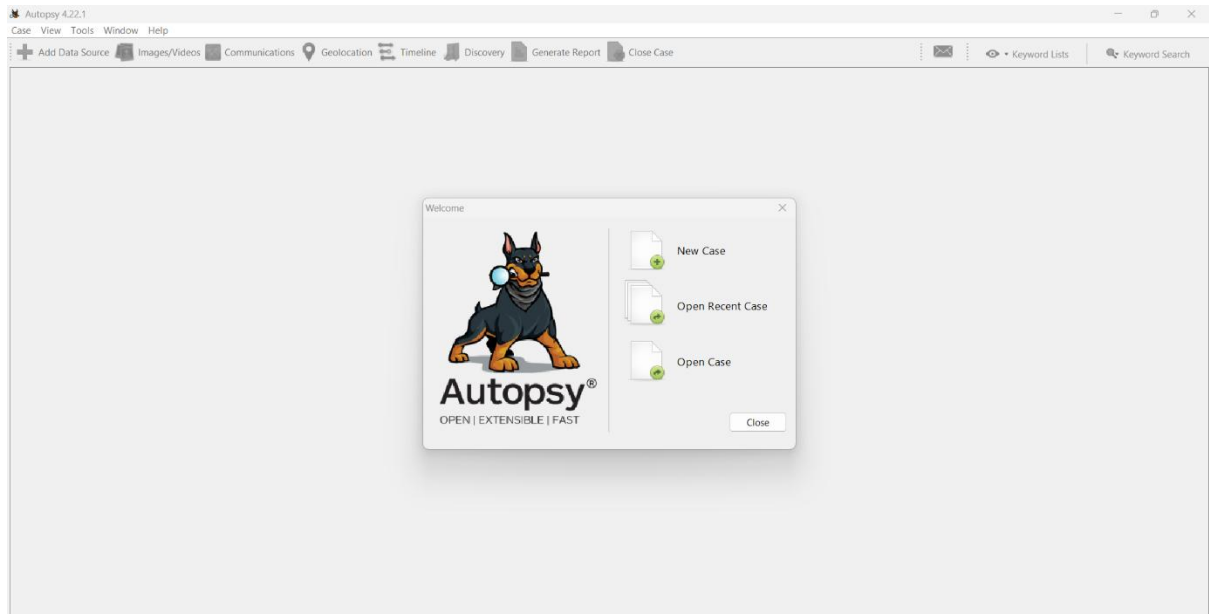 Autopsy 4.22.1
Case View Tools Window Help
Add Data Source Images/Videos Communications Geolocation Timeline Discovery Generate Report Close Case Keyword Lists Keyword Search
Welcome
New Case
Open Recent Case
Open Case
Autopsy®
OPEN | EXTENSIBLE | FAST
Close